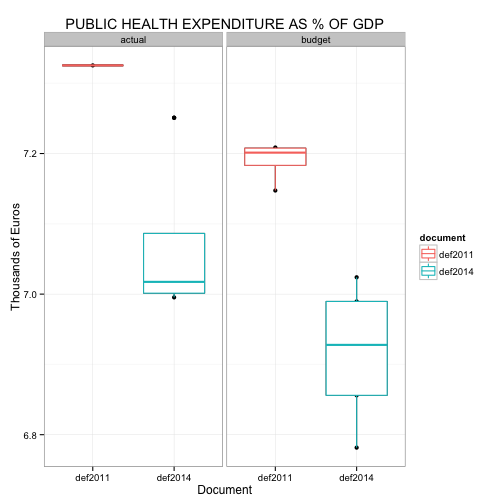 PUBLIC HEALTH EXPENDITURE AS % OF GDP
actual budget
7.2
7.0
6.8
Thousands of Euros
def2011 def2014 def2011 def2014
Document
document
def2011
def2014